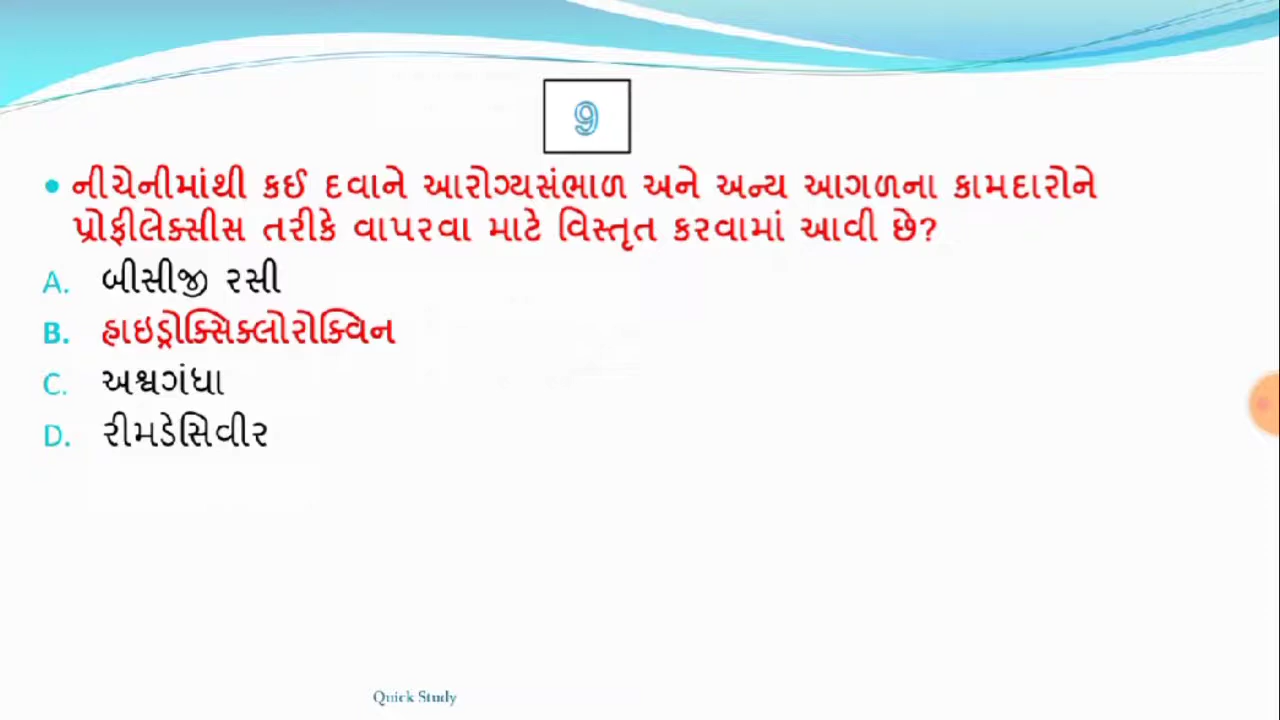 9
• નીચેનીમાંથી કઈ દવાને આરોગ્યસંભાળ અને અન્ય આગળના કામદારોને
પ્રોફીલેક્સીસ તરીકે વાપરવા માટે વિસ્તૃત કરવામાં આવી છે?
A. બીસીજી રસી
B. હાઇડ્રોક્સિક્લોરોક્વિન
C. અશ્વગંધા
D. રીમડેસિવીર
Quick Study